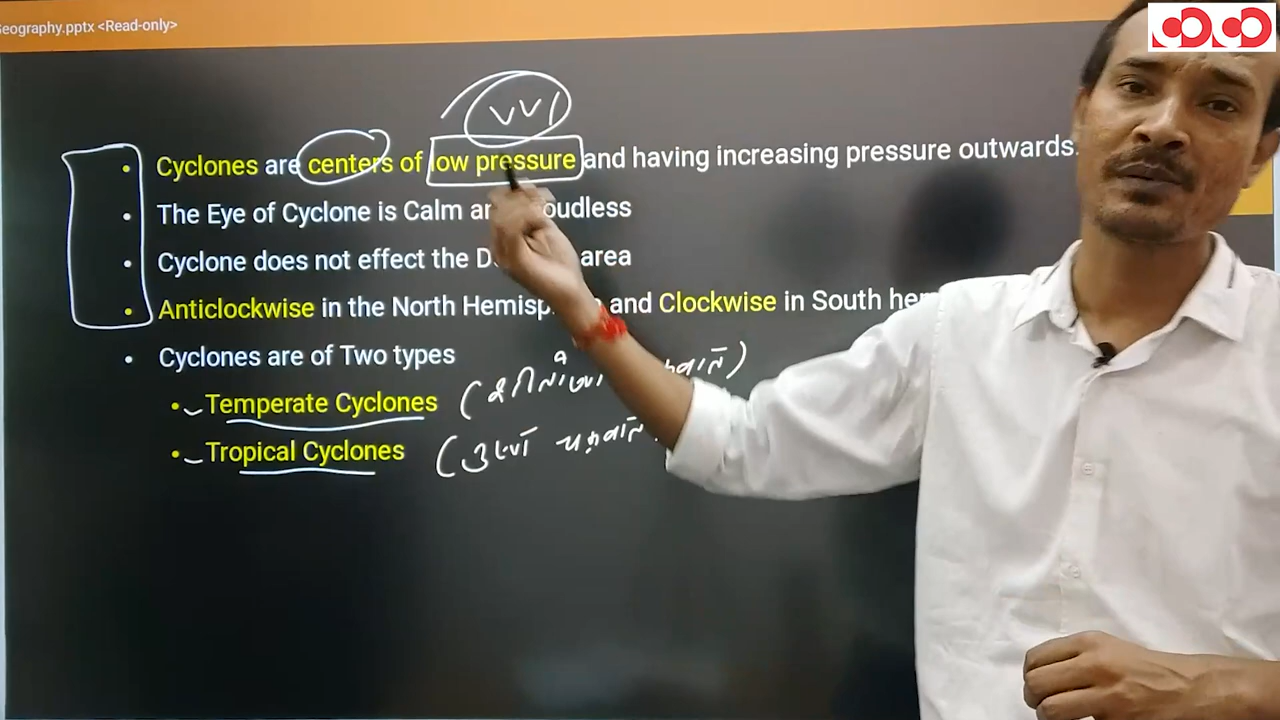 Geography.pptx <Read-only>
VVI
• Cyclones are centers of low pressure and having increasing pressure outwards.
• The Eye of Cyclone is Calm an oudless
• Cyclone does not effect the D area
• Anticlockwise in the North Hemisp and Clockwise in South he
• Cyclones are of Two types
• Temperate Cyclones
• Tropical Cyclones